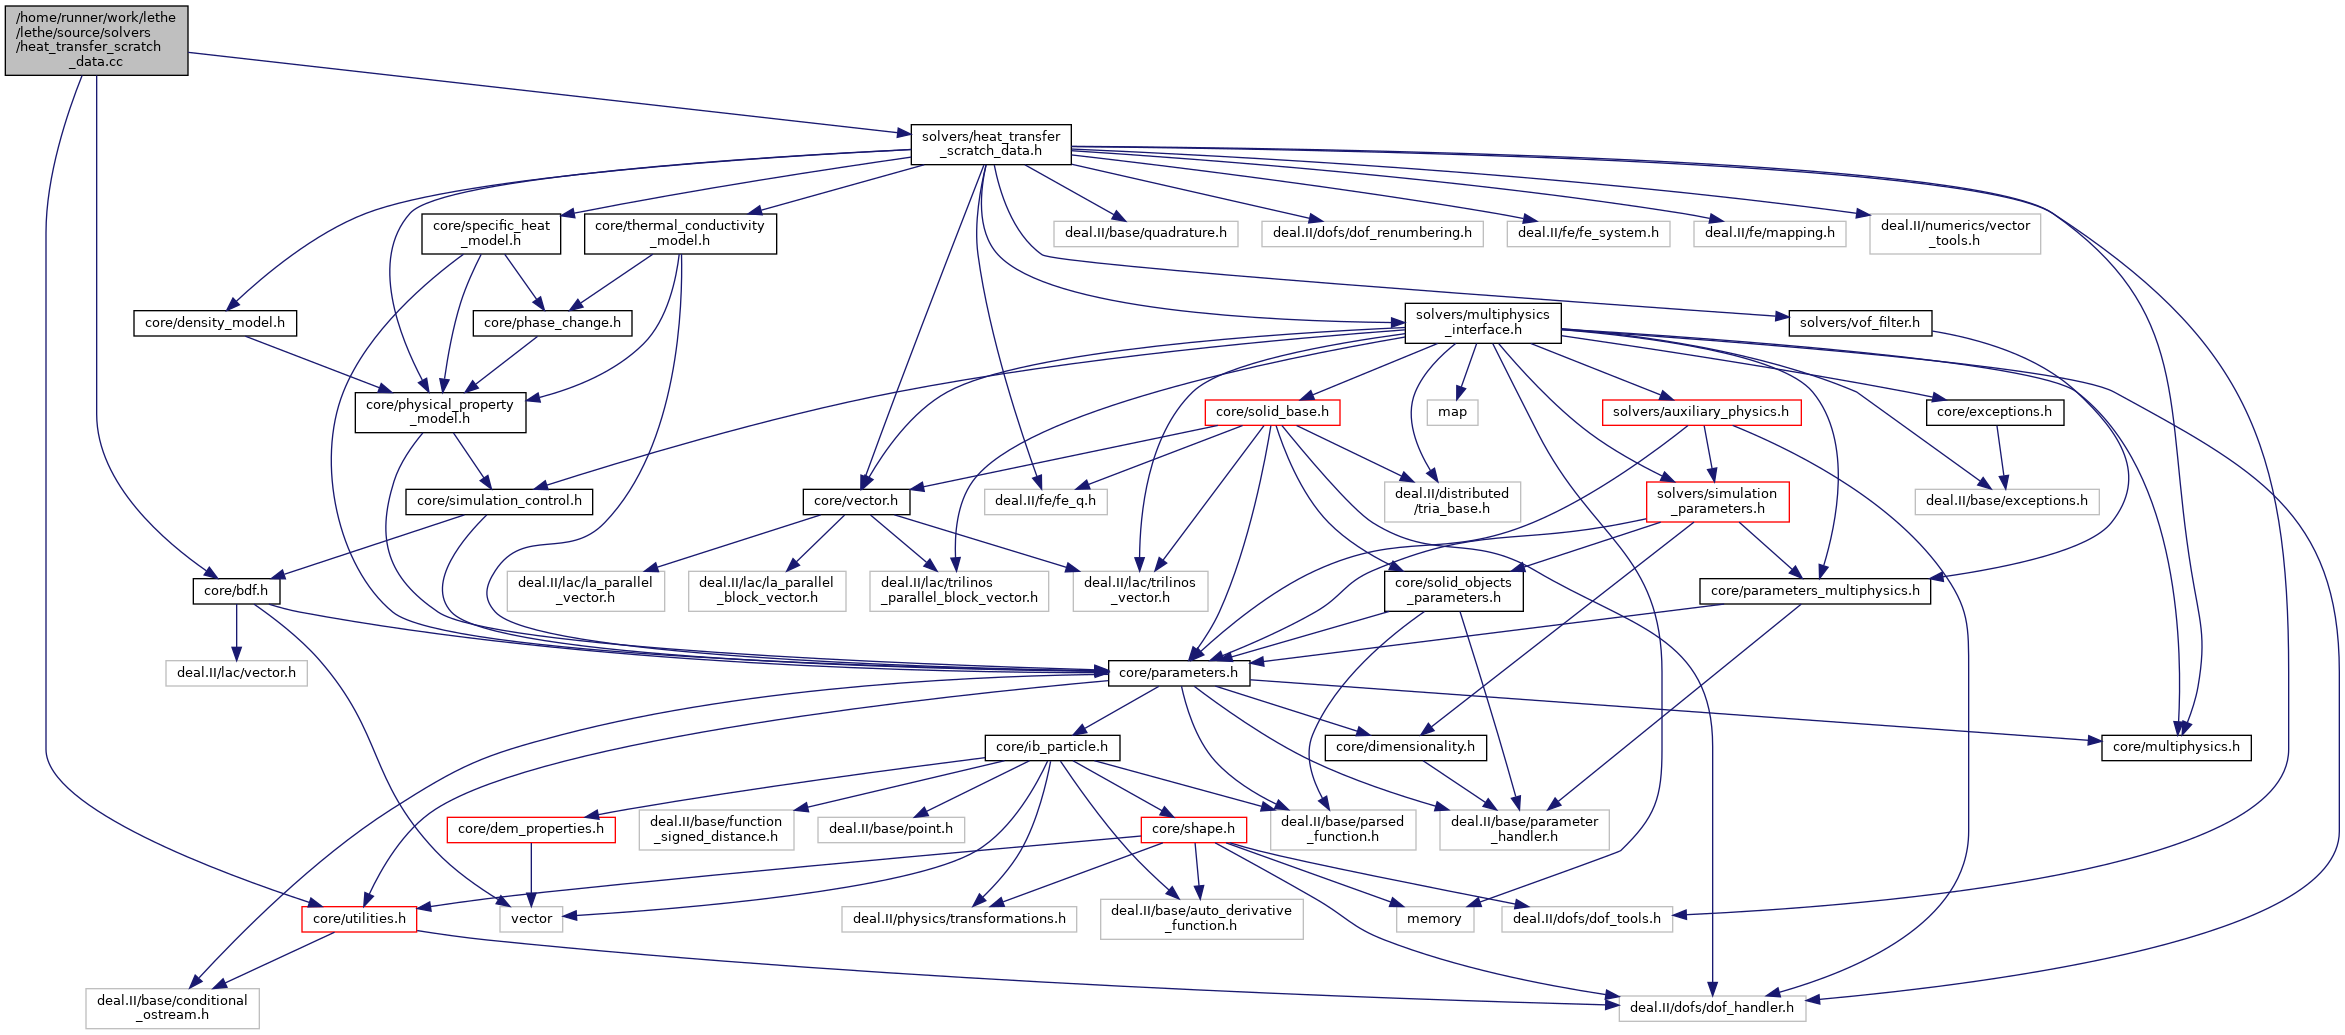 /home/runner/work/lethe
/lethe/source/solvers
/heat_transfer_scratch
_data.cc
solvers/heat_transfer
_scratch_data.h
core/specific_heat
_model.h
core/thermal_conductivity
_model.h
deal.II/base/quadrature.h
deal.II/dofs/dof_renumbering.h
deal.II/fe/fe_system.h
deal.II/fe/mapping.h
deal.II/numerics/vector
_tools.h
core/density_model.h
core/phase_change.h
solvers/multiphysics
_interface.h
solvers/vof_filter.h
core/physical_property
_model.h
core/solid_base.h
map
solvers/auxiliary_physics.h
core/exceptions.h
core/simulation_control.h
core/vector.h
deal.II/fe/fe_q.h
deal.II/distributed
/tria_base.h
solvers/simulation
_parameters.h
deal.II/base/exceptions.h
core/bdf.h
deal.II/lac/la_parallel
_vector.h
deal.II/lac/la_parallel
_block_vector.h
deal.II/lac/trilinos
_parallel_block_vector.h
deal.II/lac/trilinos
_vector.h
core/solid_objects
_parameters.h
core/parameters_multiphysics.h
deal.II/lac/vector.h
core/parameters.h
core/ib_particle.h
core/dimensionality.h
core/multiphysics.h
core/dem_properties.h
deal.II/base/function
_signed_distance.h
deal.II/base/point.h
core/shape.h
deal.II/base/parsed
_function.h
deal.II/base/parameter
_handler.h
core/utilities.h
vector
deal.II/physics/transformations.h
deal.II/base/auto_derivative
_function.h
memory
deal.II/dofs/dof_tools.h
deal.II/base/conditional
_ostream.h
deal.II/dofs/dof_handler.h